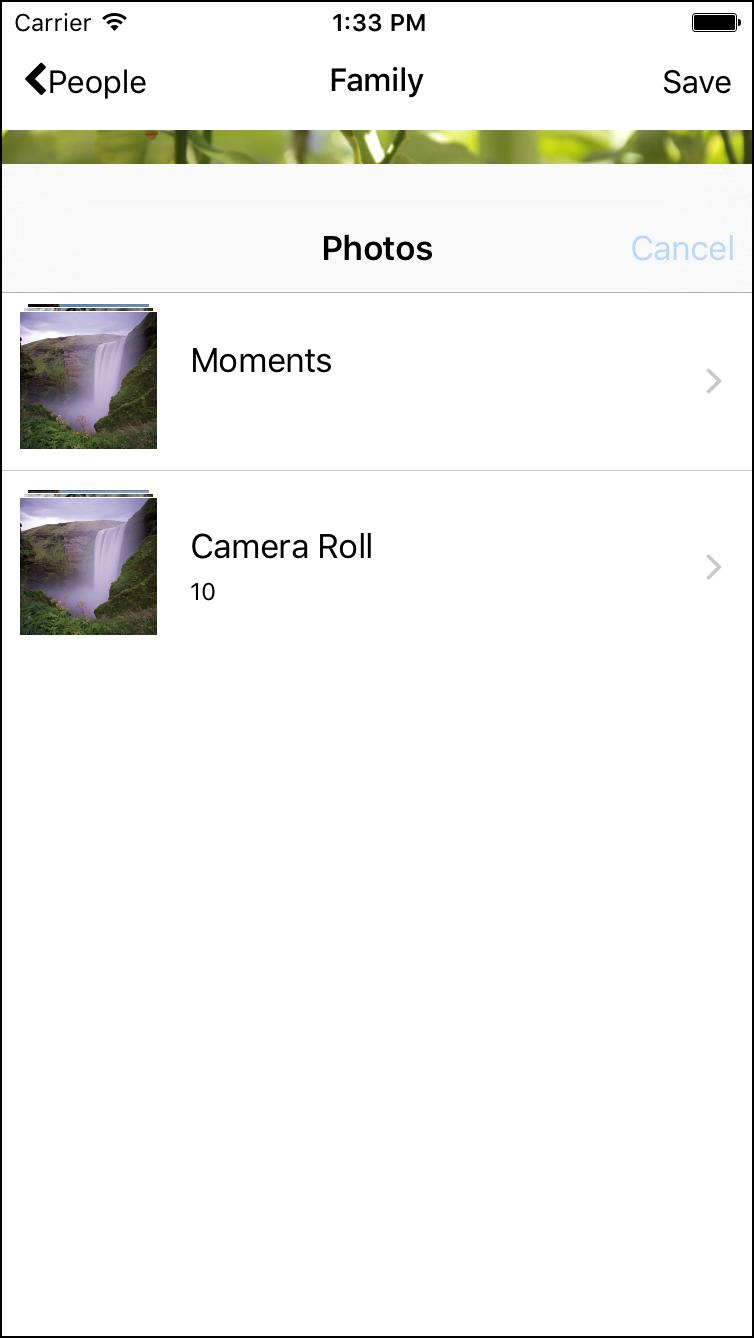 Carrier 1:33 PM
People Family Save
Photos Cancel
Moments
Camera Roll
10